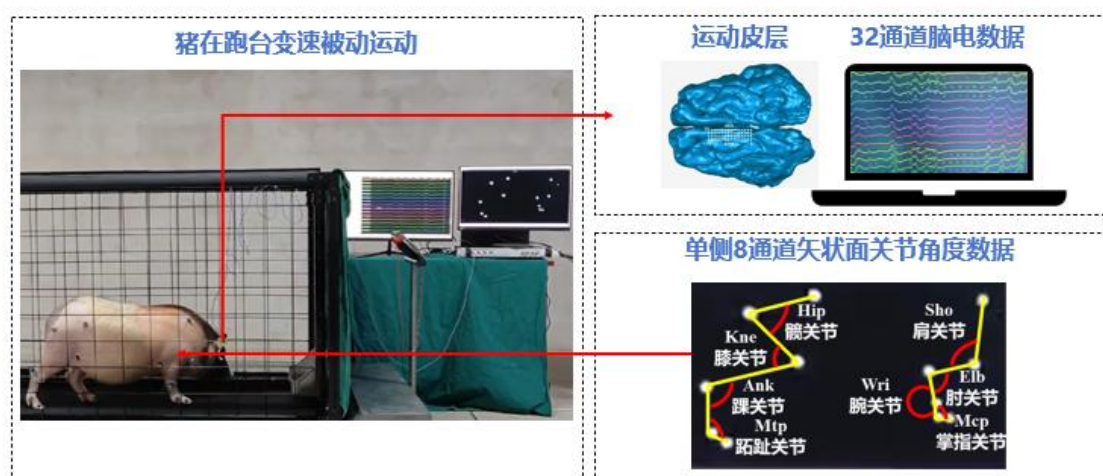 猪在跑台变速被动运动
运动皮层
32通道脑电数据
单侧8通道矢状面关节角度数据
Hip
髋关节
Kne
膝关节
Ank
踝关节
Mtp
跖趾关节
Sho
肩关节
Elb
肘关节
Wri
腕关节
Mcp
掌指关节